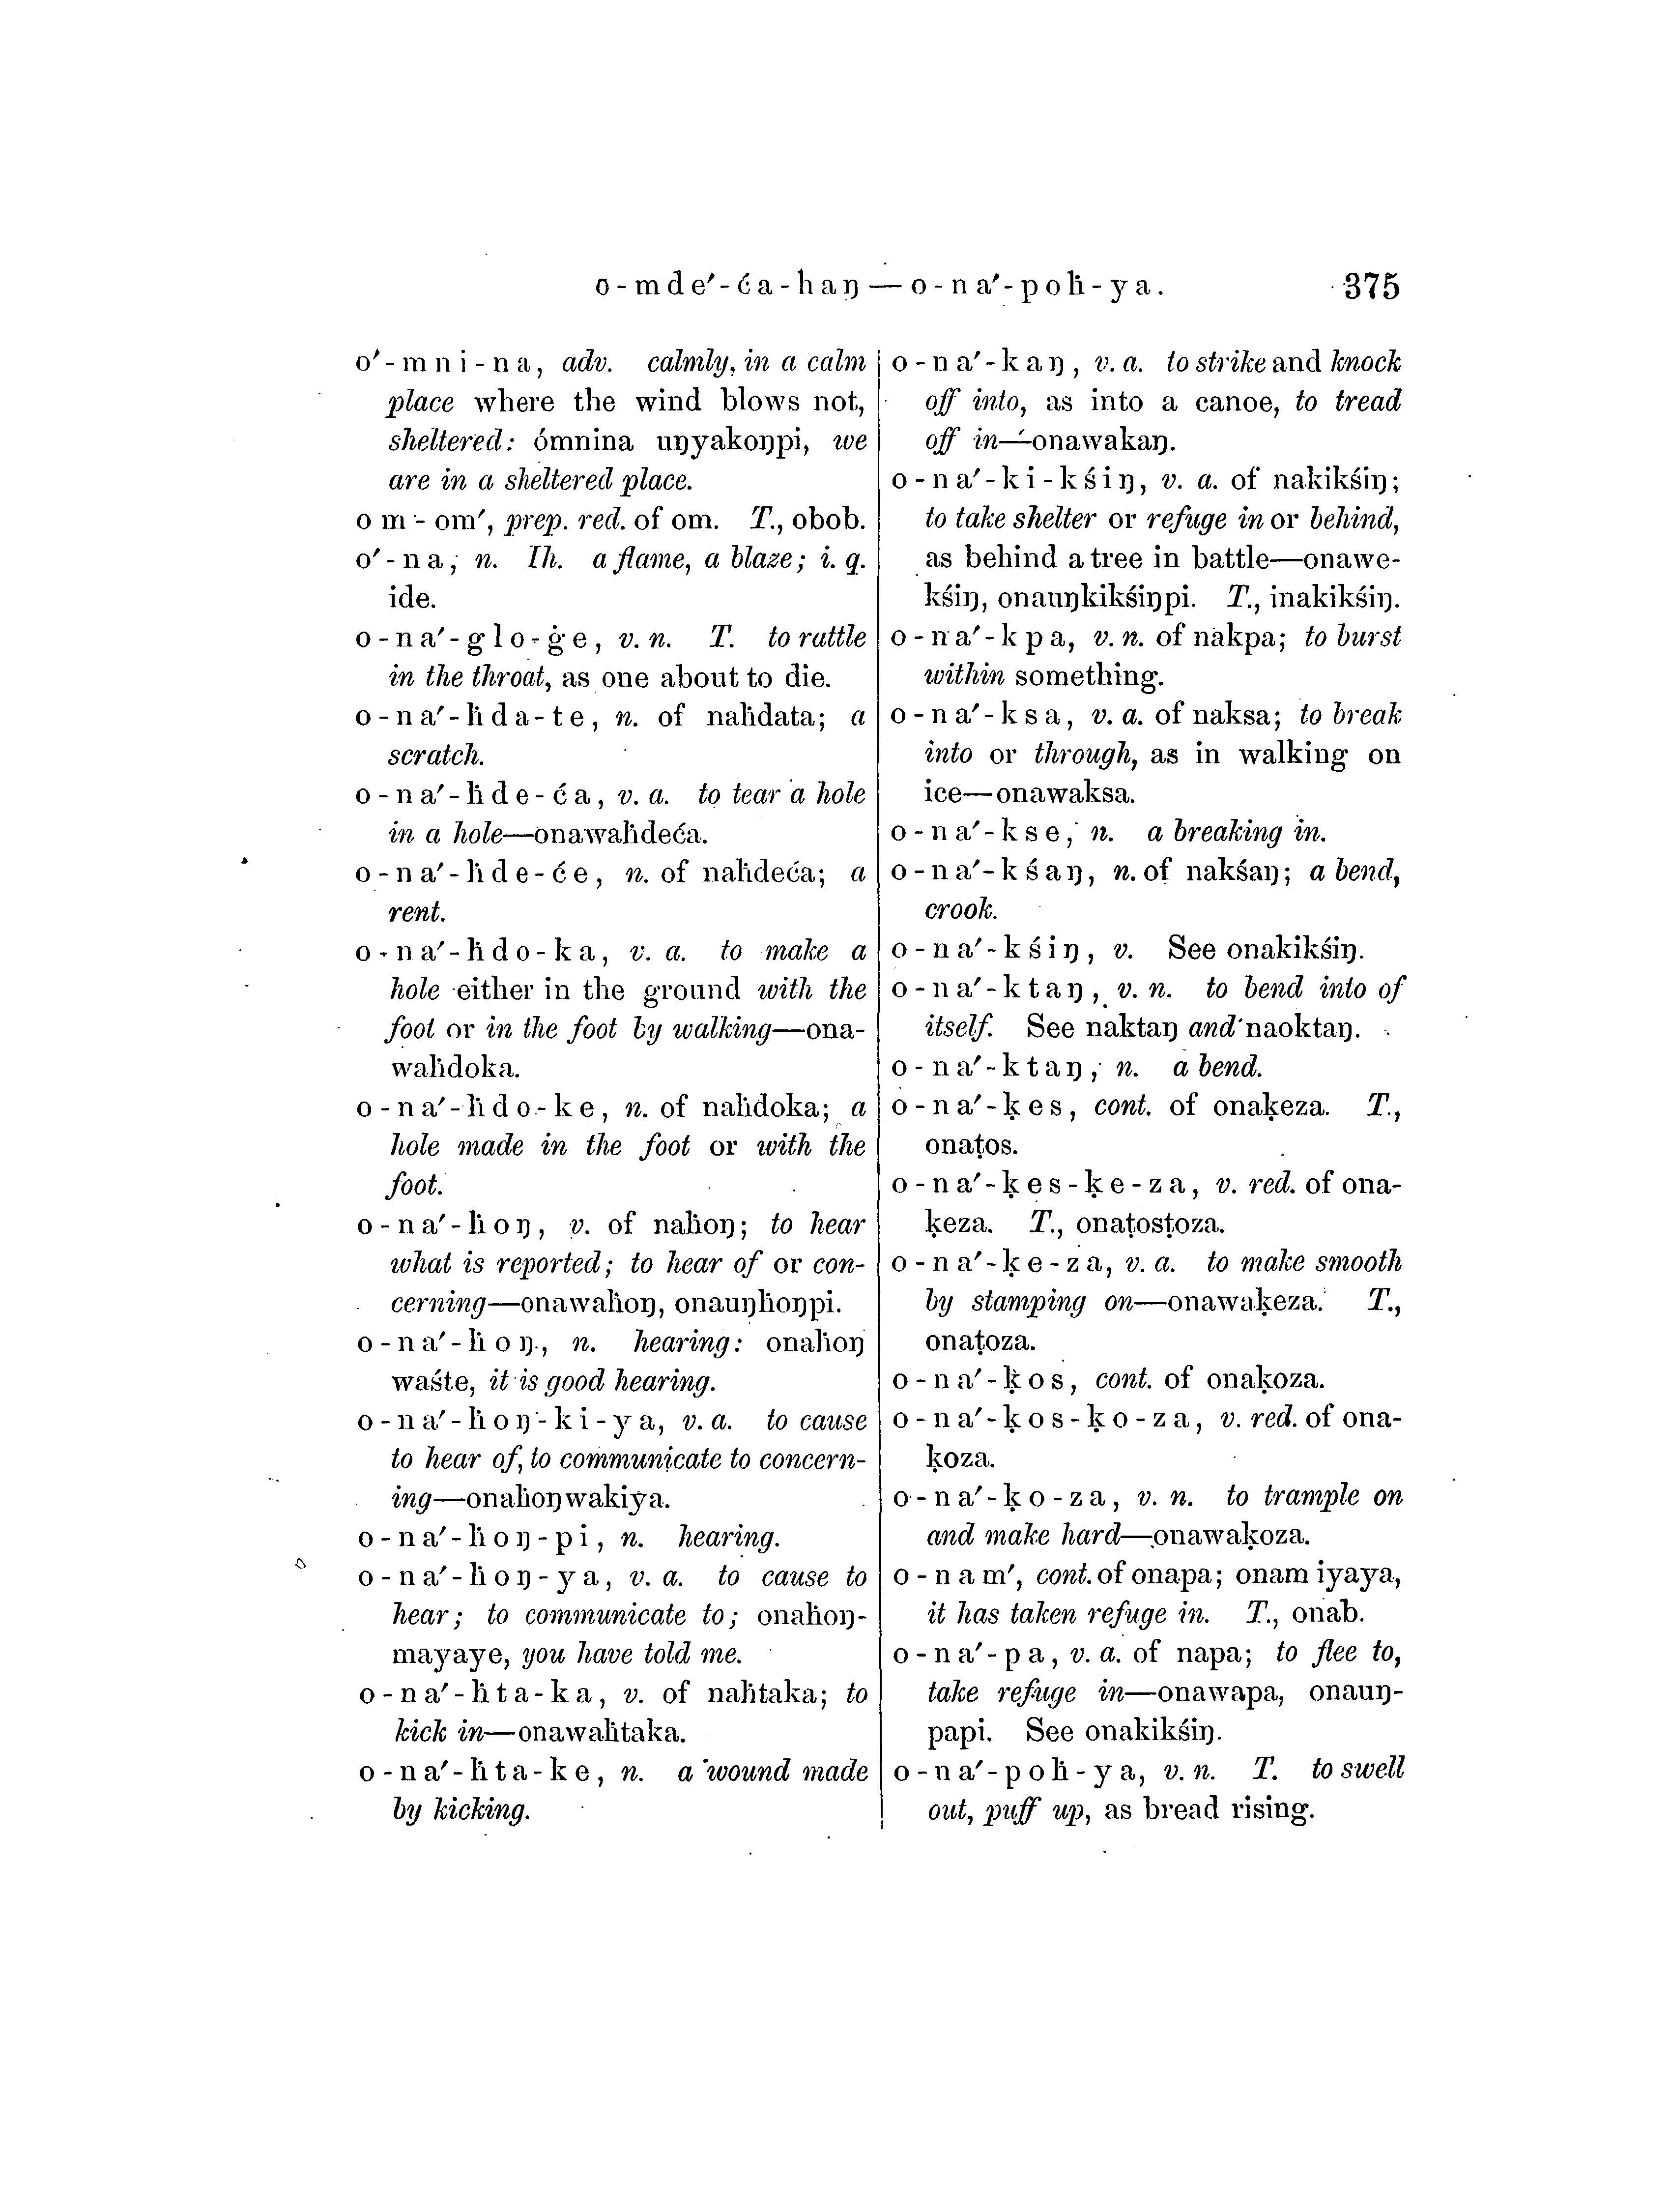 o-mde′-ća-haŋ — o-na′-poḣ-ya. 375
o′-mni-na, adv. calmly, in a calm
place where the wind blows not,
sheltered: ómnina uŋyakoŋpi, we
are in a sheltered place.
om-om′, prep. red. of om. T., obob.
o′-na, n. Ih. a flame, a blaze; i. q.
ide.
o-na′-glo-ġe, v. n. T. to rattle
in the throat, as one about to die.
o-na′-ḣda-te, n. of naḣdata; a
scratch.
o-na′-ḣde-ća, v. a. to tear a hole
in a hole—onawaḣdeća.
o-na′-ḣde-će, n. of naḣdeća; a
rent.
o-na′-ḣdo-ka, v. a. to make a
hole either in the ground with the
foot or in the foot by walking—ona-
waḣdoka.
o-na′-ḣdo-ke, n. of naḣdoka; a
hole made in the foot or with the
foot.
o-na′-ḣoŋ, v. of naḣoŋ; to hear
what is reported; to hear of or con-
cerning—onawaḣoŋ, onauŋḣoŋpi.
o-na′-ḣoŋ, n. hearing: onaḣoŋ
waśte, it is good hearing.
o-na′-ḣoŋ-ki-ya, v. a. to cause
to hear of, to communicate to concern-
ing—onaḣoŋwakiya.
o-na′-ḣoŋ-pi, n. hearing.
o-na′-ḣoŋ-ya, v. a. to cause to
hear; to communicate to; onaḣoŋ-
mayaye, you have told me.
o-na′-ḣta-ka, v. of naḣtaka; to
kick in—onawaḣtaka.
o-na′-ḣta-ke, n. a wound made
by kicking.
o-na′-kaŋ, v. a. to strike and knock
off into, as into a canoe, to tread
off in—onawakaŋ.
o-na′-ki-kśiŋ, v. a. of nakikśiŋ;
to take shelter or refuge in or behind,
as behind a tree in battle—onawe-
kśiŋ, onauŋkikśiŋpi. T., inakikśiŋ.
o-na′-kpa, v. n. of nakpa; to burst
within something.
o-na′-ksa, v. a. of naksa; to break
into or through, as in walking on
ice—onawaksa.
o-na′-kse, n. a breaking in.
o-na′-kśaŋ, n. of nakśaŋ; a bend,
crook.
o-na′-kśiŋ, v. See onakikśiŋ.
o-na′-ktaŋ, v. n. to bend into of
itself. See naktaŋ and naoktaŋ.
o-na′-ktaŋ, n. a bend.
o-na′-ḳes, cont. of onaḳeza. T.,
onaṭos.
o-na′-ḳes-ḳe-za, v. red. of ona-
ḳeza. T., onaṭosṭoza.
o-na′-ḳe-za, v. a. to make smooth
by stamping on—onawaḳeza. T.,
onaṭoza.
o-na′-ḳos, cont. of onaḳoza.
o-na′-ḳos-ḳo-za, v. red. of ona-
ḳoza.
o-na′-ḳo-za, v. n. to trample on
and make hard—onawaḳoza.
o-nam′, cont. of onapa; onam iyaya,
it has taken refuge in. T., onab.
o-na′-pa, v. a. of napa; to flee to,
take refuge in—onawapa, onauŋ-
papi. See onakikśiŋ.
o-na′-poḣ-ya, v. n. T. to swell
out, puff up, as bread rising.